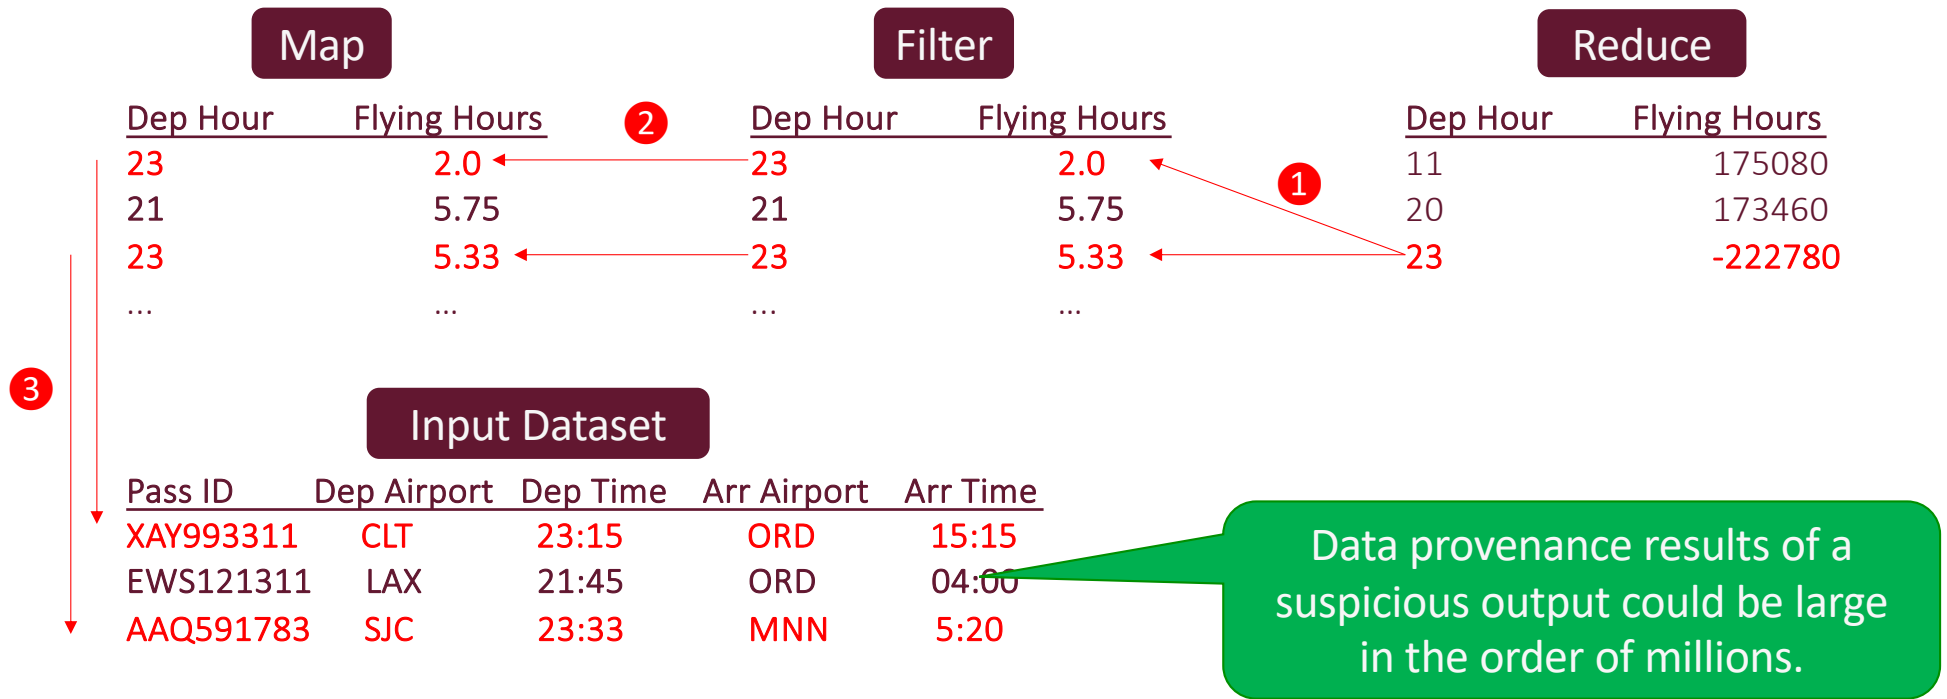 Map Filter Reduce
Dep Hour Flying Hours 2 Dep Hour Flying Hours Dep Hour Flying Hours
23 2.0 23 2.0 1 11 175080
21 5.75 21 5.75 20 173460
23 5.33 23 5.33 23 -222780
... ... ... ...
3
Input Dataset
Pass ID Dep Airport Dep Time Arr Airport Arr Time
XAY993311 CLT 23:15 ORD 15:15
EWS121311 LAX 21:45 ORD 04:00
AAQ591783 SJC 23:33 MNN 5:20
Data provenance results of a
suspicious output could be large
in the order of millions.